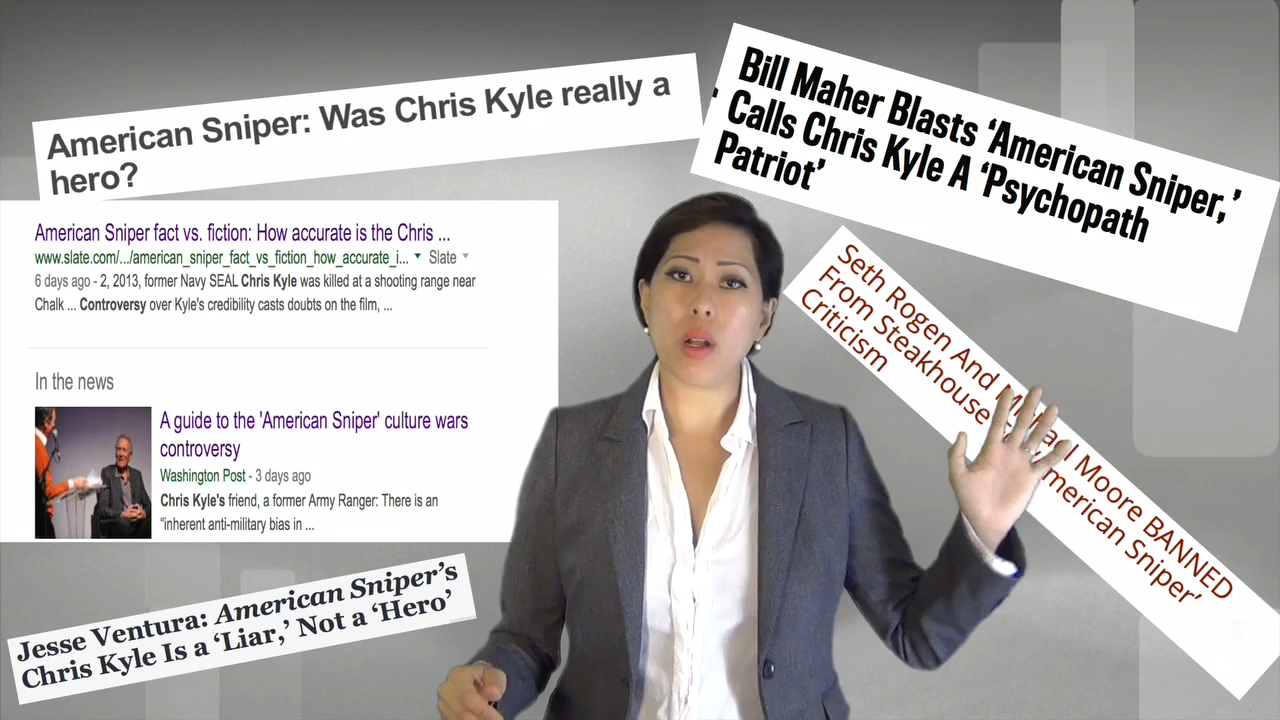 American Sniper: Was Chris Kyle really a
hero?
American Sniper fact vs. fiction: How accurate is the Chris ...
www.slate.com/.../american_sniper_fact_vs_fiction_how_accurate_i... Slate
6 days ago - 2, 2013, former Navy SEAL Chris Kyle was killed at a shooting range near
Chalk ... Controversy over Kyle's credibility casts doubts on the film, ...
In the news
A guide to the 'American Sniper' culture wars
controversy
Washington Post - 3 days ago
Chris Kyle's friend, a former Army Ranger: There is an
"inherent anti-military bias in ...
Jesse Ventura: American Sniper's
Chris Kyle Is a 'Liar,' Not a 'Hero'
Bill Maher Blasts 'American Sniper,'
Calls Chris Kyle A 'Psychopath
Patriot'
Seth Rogen And Moore BANNED
From Steakhouse American Sniper'
Criticism